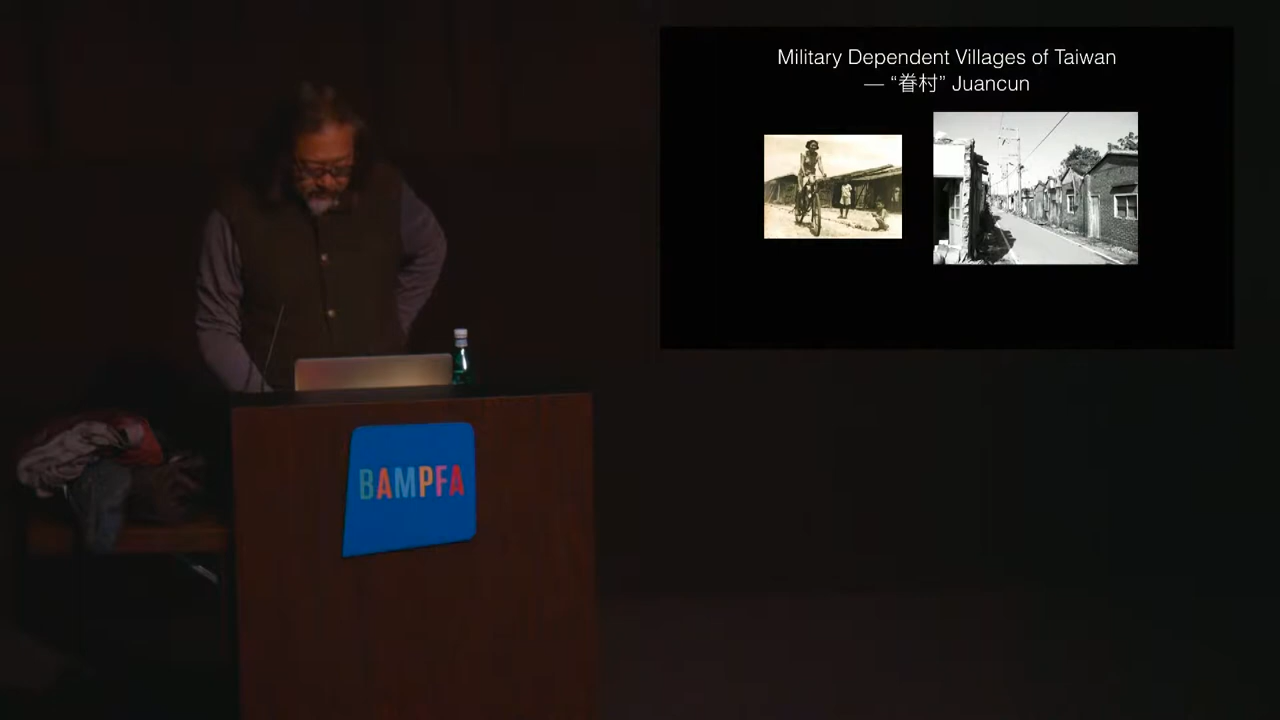 Military Dependent Villages of Taiwan
— “眷村” Juancun
BAMPFA